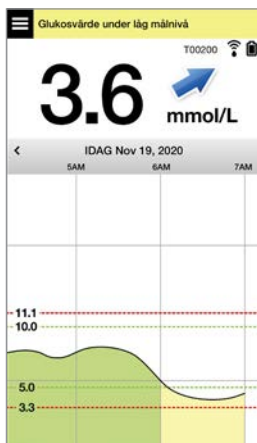 Glukosvärde under låg målnivå
T00200
3.6
mmol/L
< IDAG Nov 19, 2020
5AM 6AM 7AM
11.1
10.0
5.0
3.3